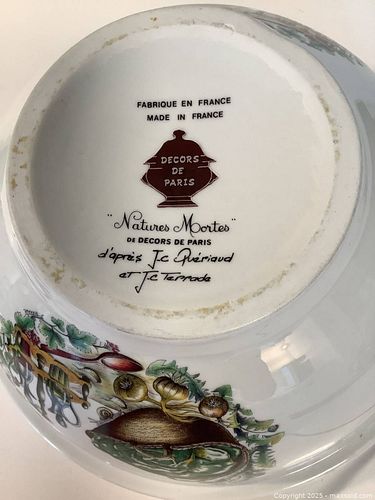 FABRIQUE EN FRANCE
MADE IN FRANCE
DECORS
DE
PARIS
"Natures Mortes"
DE DECORS DE PARIS
d'après J.C Quériaud
et J.C Terrade
Copyright 2025 - maxsold.com